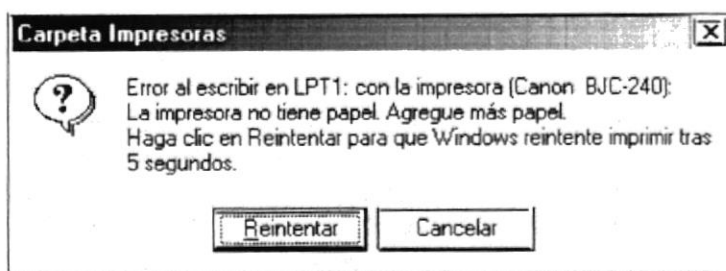 Carpeta Impresoras
Error al escribir en LPT1: con la impresora (Canon BJC-240):
La impresora no tiene papel. Agregue más papel.
Haga clic en Reintentar para que Windows reintente imprimir tras
5 segundos.
Reintentar
Cancelar